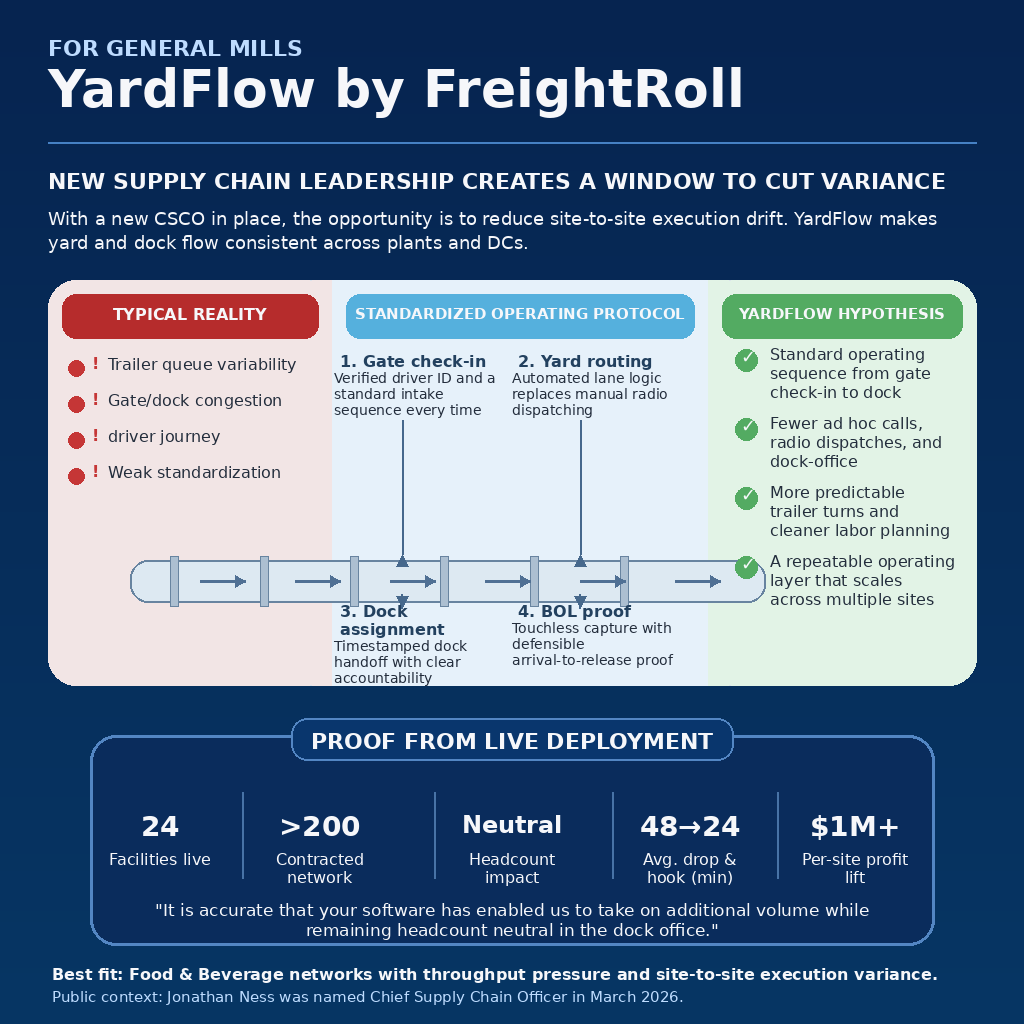 FOR GENERAL MILLS
YardFlow by FreightRoll
NEW SUPPLY CHAIN LEADERSHIP CREATES A WINDOW TO CUT VARIANCE
With a new CSCO in place, the opportunity is to reduce site-to-site execution drift. YardFlow makes
yard and dock flow consistent across plants and DCs.
TYPICAL REALITY
! Trailer queue variability
! Gate/dock congestion
! driver journey
! Weak standardization
STANDARDIZED OPERATING PROTOCOL
1. Gate check-in
Verified driver ID and a
standard intake
sequence every time
2. Yard routing
Automated lane logic
replaces manual radio
dispatching
3. Dock
assignment
Timestamped dock
handoff with clear
accountability
4. BOL proof
Touchless capture with
defensible
arrival-to-release proof
YARDFLOW HYPOTHESIS
✓ Standard operating
sequence from gate
check-in to dock
✓ Fewer ad hoc calls,
radio dispatches, and
dock-office
✓ More predictable
trailer turns and
cleaner labor planning
✓ A repeatable operating
layer that scales
across multiple sites
PROOF FROM LIVE DEPLOYMENT
24
Facilities live
>200
Contracted
network
Neutral
Headcount
impact
48→24
Avg. drop &
hook (min)
$1M+
Per-site profit
lift
"It is accurate that your software has enabled us to take on additional volume while
remaining headcount neutral in the dock office."
Best fit: Food & Beverage networks with throughput pressure and site-to-site execution variance.
Public context: Jonathan Ness was named Chief Supply Chain Officer in March 2026.